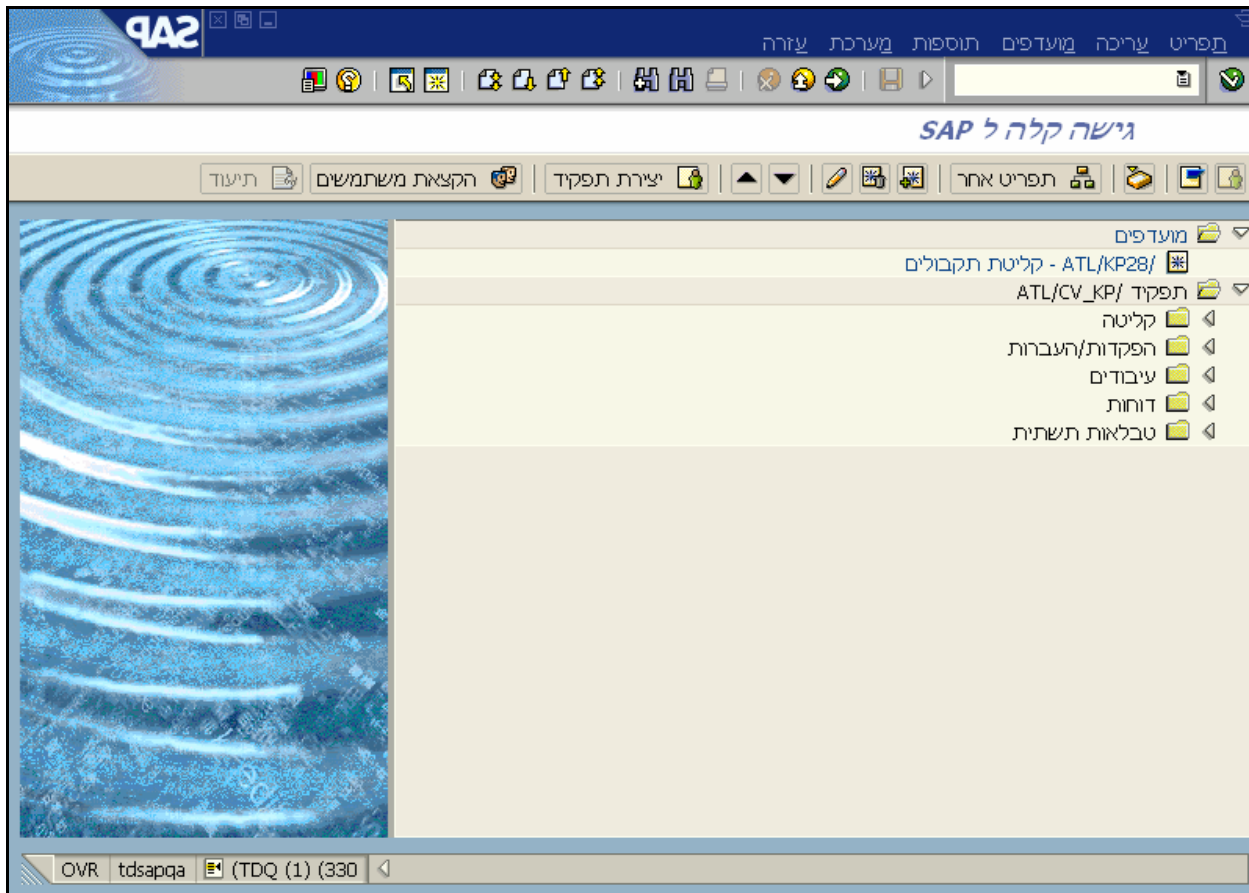 SAP
תפריט עריכה מועדפים תוספות מערכת עזרה
גישה קלה ל SAP
תפריט אחר יצירת תפקיד הקצאת משתמשים תיעוד
מועדפים
/ATL/KP28 - קליטת תקבולים
תפקיד /ATL/CV_KP
קליטה
הפקדות/העברות
עיבודים
דוחות
טבלאות תשתית
OVR tdsapqa (TDQ (1) (330